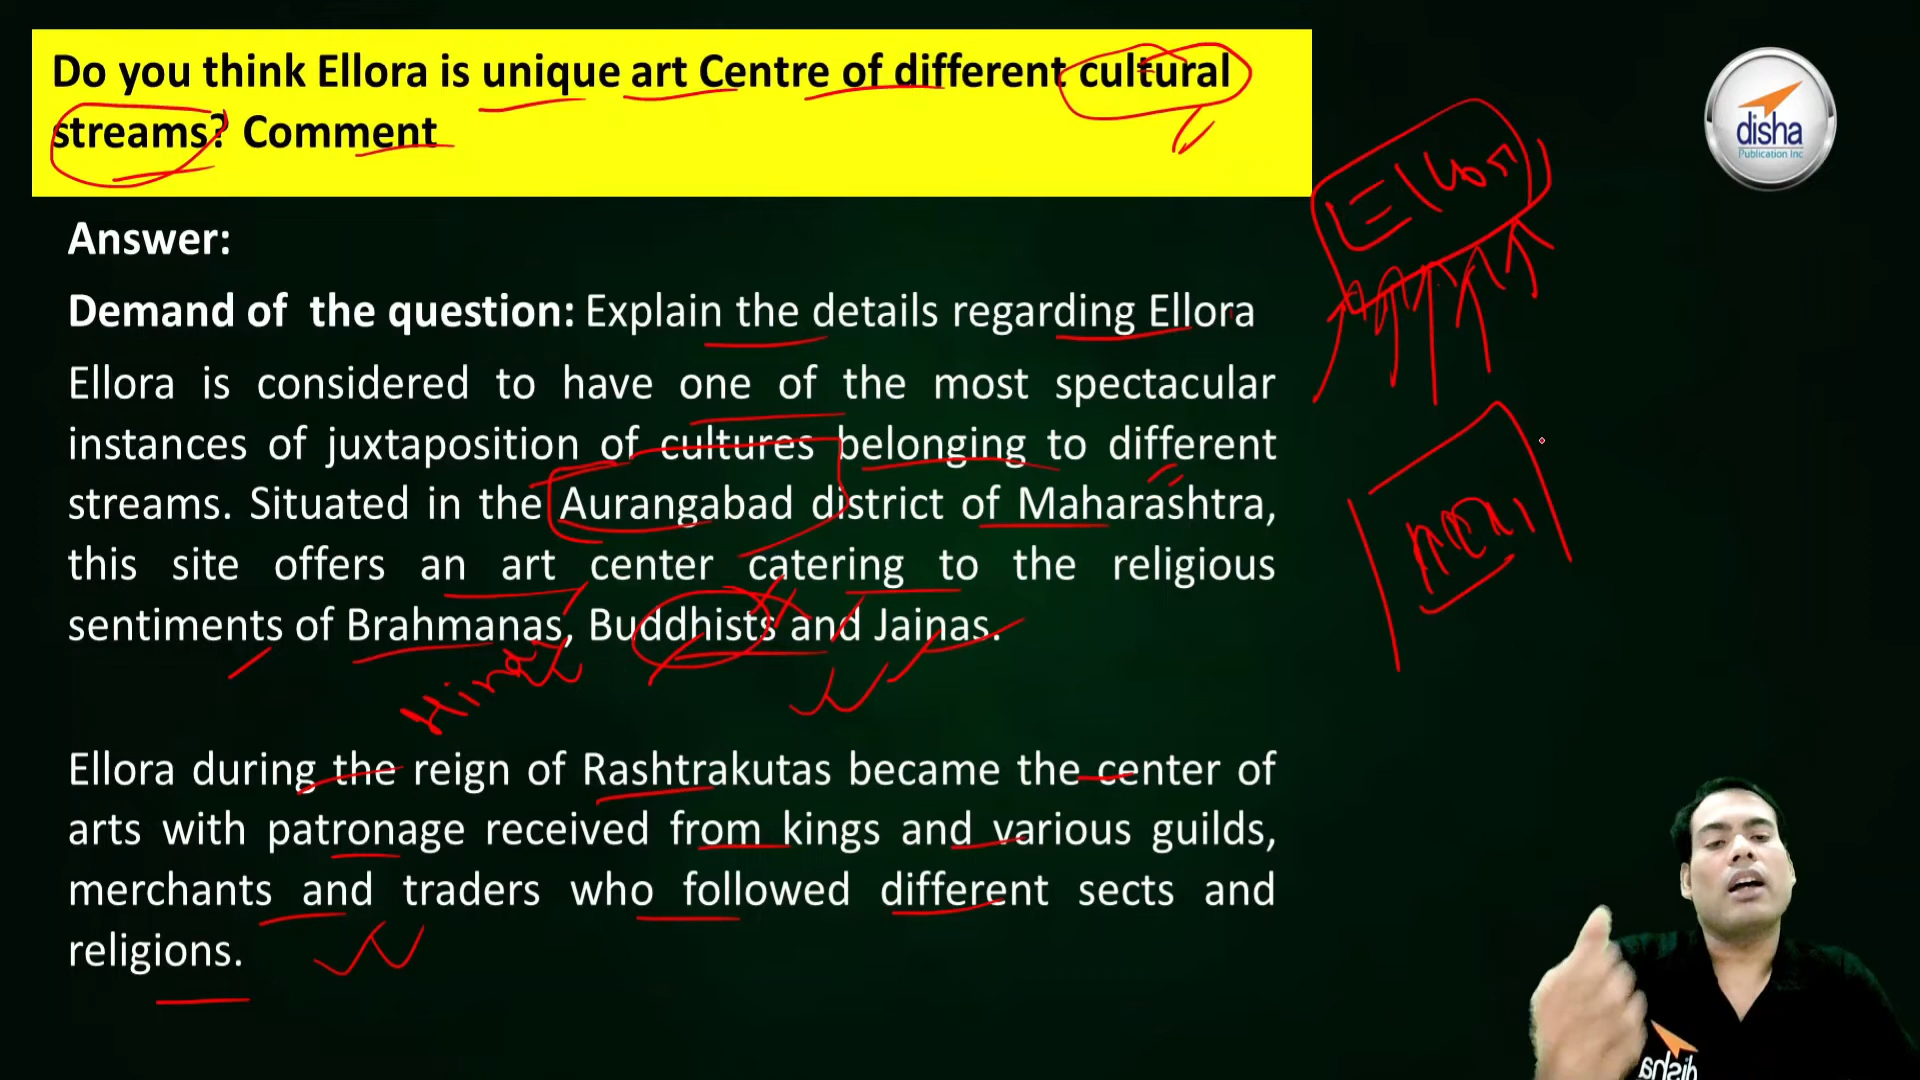 Do you think Ellora is unique art Centre of different cultural
streams? Comment
disha
Publication Inc
Answer:
Demand of the question: Explain the details regarding Ellora
Ellora is considered to have one of the most spectacular
instances of juxtaposition of cultures belonging to different
streams. Situated in the Aurangabad district of Maharashtra,
this site offers an art center catering to the religious
sentiments of Brahmanas, Buddhists and Jainas.
Hindu
Ellora during the reign of Rashtrakutas became the center of
arts with patronage received from kings and various guilds,
merchants and traders who followed different sects and
religions.
disha